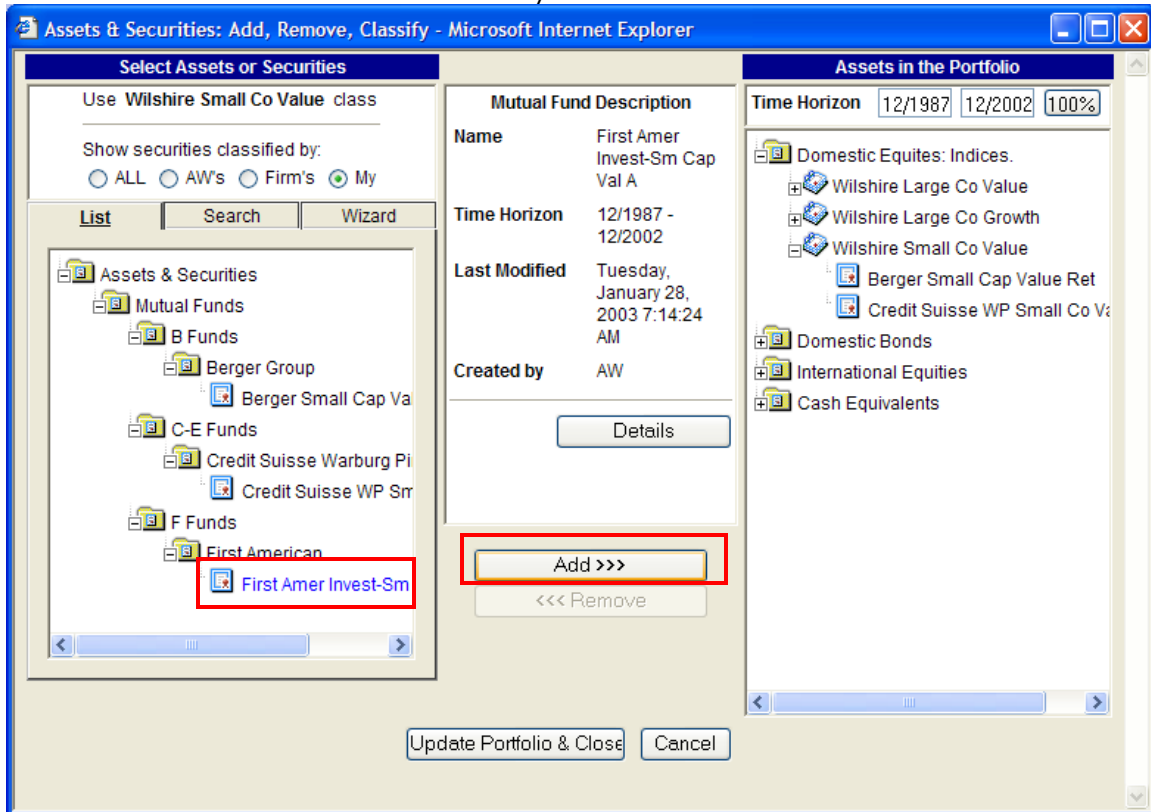 Assets & Securities: Add, Remove, Classify - Microsoft Internet Explorer
Select Assets or Securities
Use Wilshire Small Co Value class
Show securities classified by:
ALL AW's Firm's My
List Search Wizard
Assets & Securities
Mutual Funds
B Funds
Berger Group
Berger Small Cap Va
C-E Funds
Credit Suisse Warburg Pi
Credit Suisse WP Sm
F Funds
First American
First Amer Invest-Sm
Mutual Fund Description
Name First Amer
Invest-Sm Cap
Val A
Time Horizon 12/1987 -
12/2002
Last Modified Tuesday,
January 28,
2003 7:14:24
AM
Created by AW
Details
Add >>>
<<< Remove
Assets in the Portfolio
Time Horizon 12/1987 12/2002 100%
Domestic Equites: Indices.
Wilshire Large Co Value
Wilshire Large Co Growth
Wilshire Small Co Value
Berger Small Cap Value Ret
Credit Suisse WP Small Co Va
Domestic Bonds
International Equities
Cash Equivalents
Update Portfolio & Close Cancel